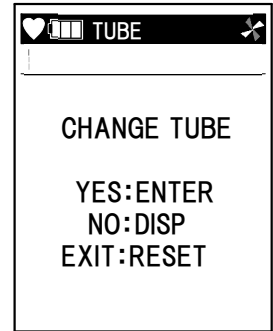 TUBE
CHANGE TUBE
YES:ENTER
NO:DISP
EXIT:RESET